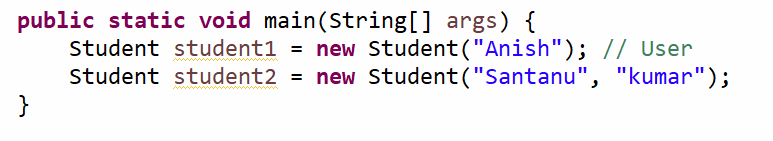 public static void main(String[] args) {
    Student student1 = new Student("Anish"); // User
    Student student2 = new Student("Santanu", "kumar");
}